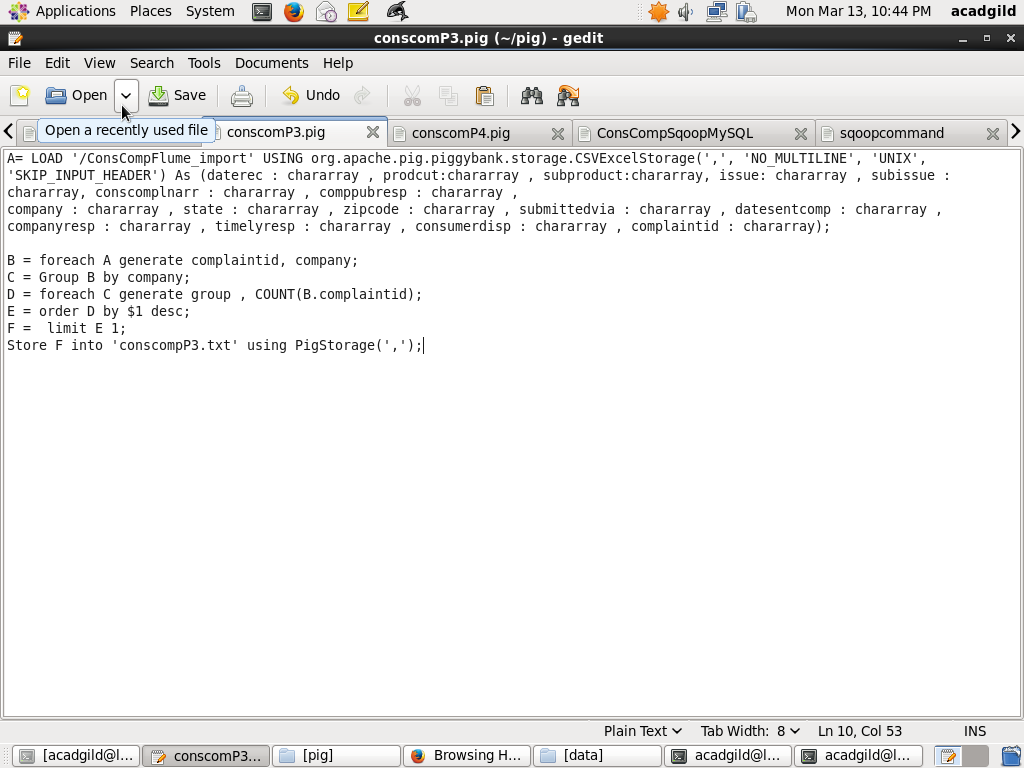 Applications Places System Mon Mar 13, 10:44 PM acadgild
conscomP3.pig (~/pig) - gedit
File Edit View Search Tools Documents Help
Open Save Undo
Open a recently used file
conscomP3.pig conscomP4.pig ConsCompSqoopMySQL sqoopcommand
A= LOAD '/ConsCompFlume_import' USING org.apache.pig.piggybank.storage.CSVExcelStorage(',', 'NO_MULTILINE', 'UNIX',
'SKIP_INPUT_HEADER') As (daterec : chararray , prodcut:chararray , subproduct:chararray, issue: chararray , subissue :
chararray, conscomplnarr : chararray , comppubresp : chararray ,
company : chararray , state : chararray , zipcode : chararray , submittedvia : chararray , datesentcomp : chararray ,
companyresp : chararray , timelyresp : chararray , consumerdisp : chararray , complaintid : chararray);
B = foreach A generate complaintid, company;
C = Group B by company;
D = foreach C generate group , COUNT(B.complaintid);
E = order D by $1 desc;
F =  limit E 1;
Store F into 'conscompP3.txt' using PigStorage(',');
Plain Text Tab Width: 8 Ln 10, Col 53 INS
[acadgild@l... conscomP3... [pig] Browsing H... [data] acadgild@l... acadgild@l...